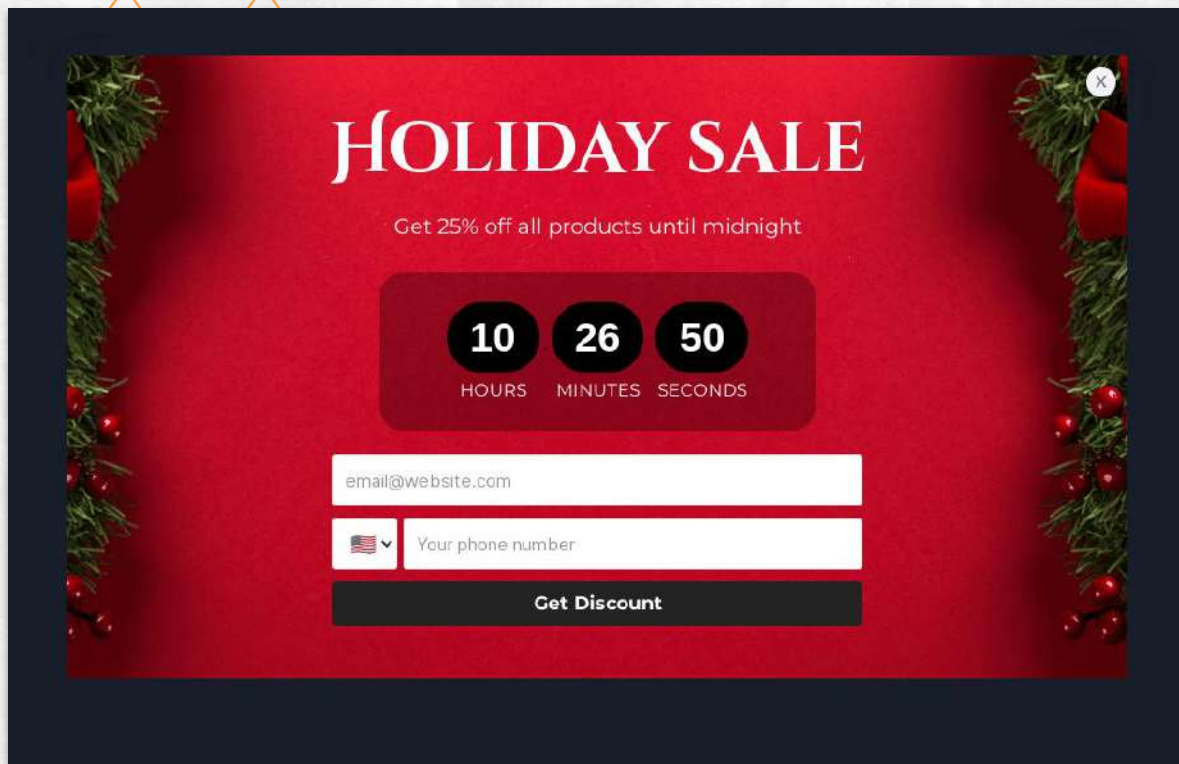 X
HOLIDAY SALE
Get 25% off all products until midnight
10 26 50
HOURS MINUTES SECONDS
email@website.com
Your phone number
Get Discount